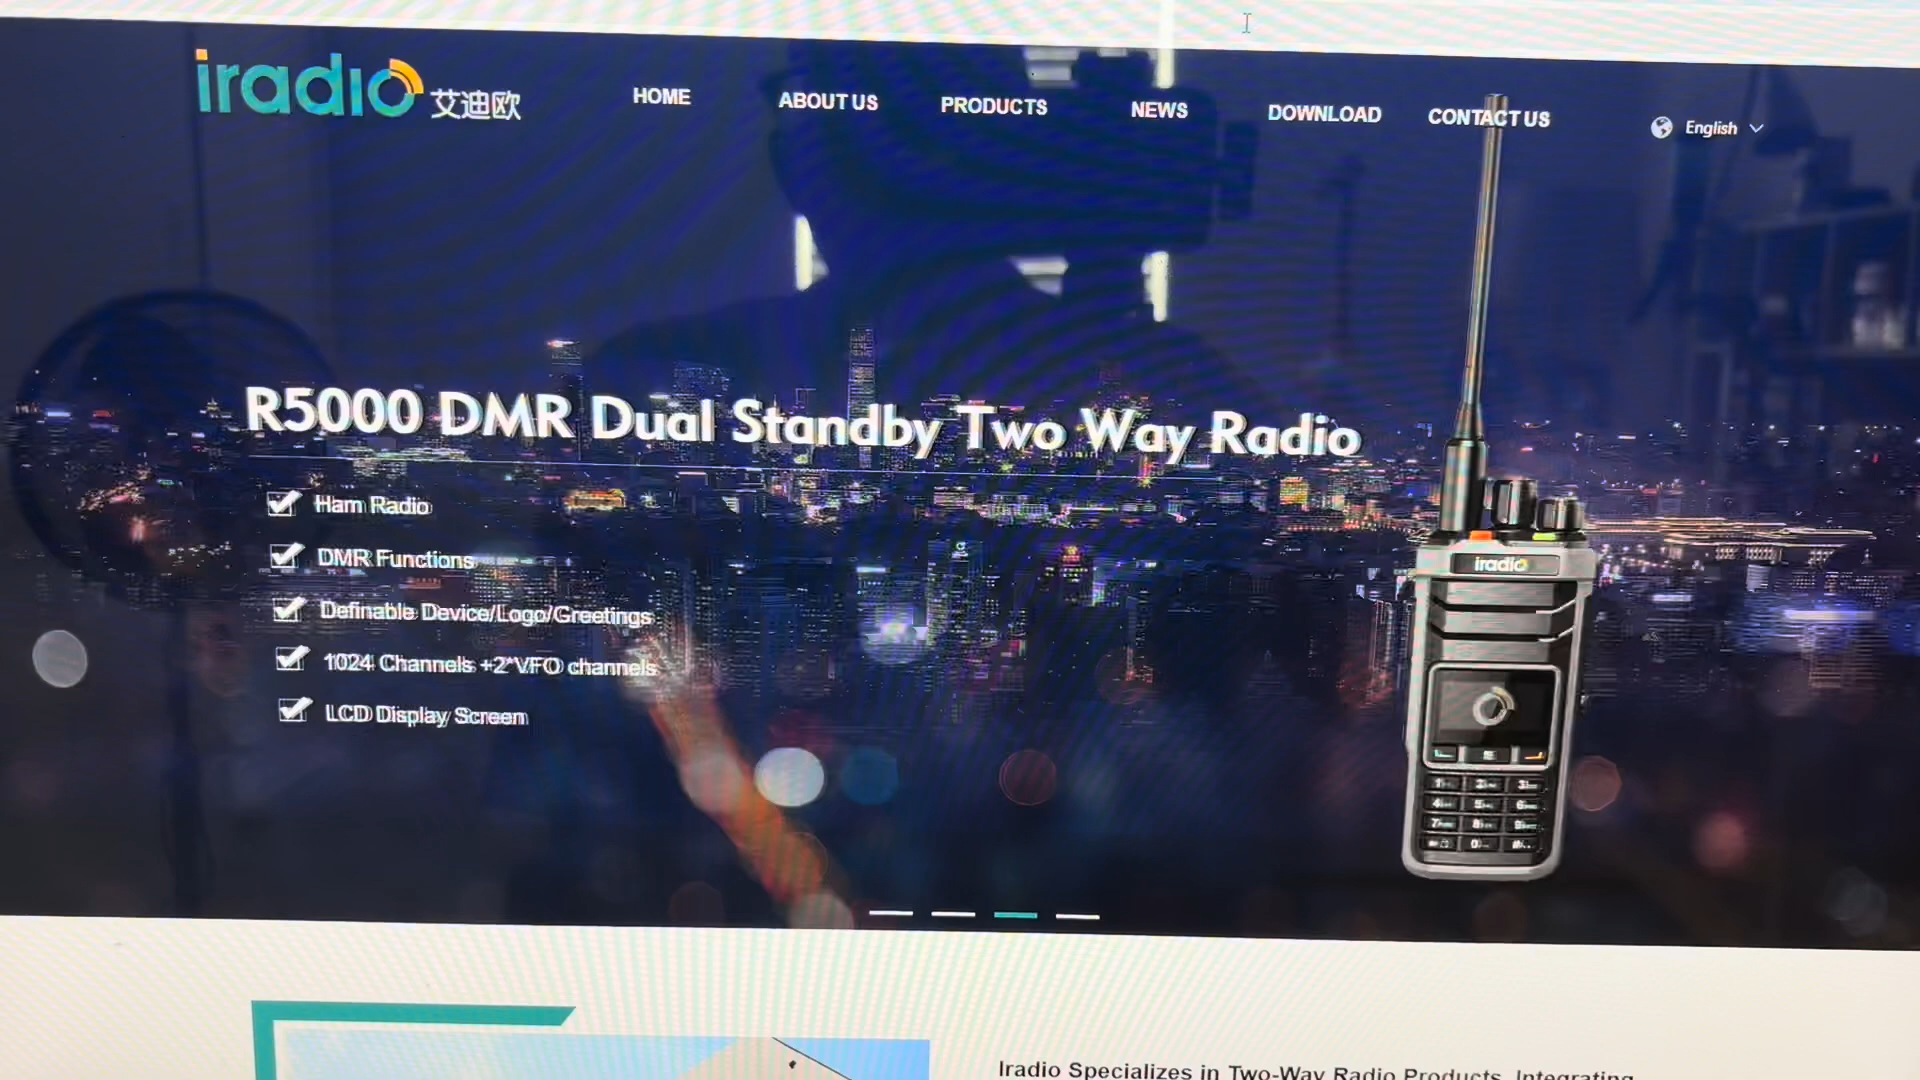 iradio 艾迪欧
HOME
ABOUT US
PRODUCTS
NEWS
DOWNLOAD
CONTACT US
English
R5000 DMR Dual Standby Two Way Radio
Ham Radio
DMR Functions
Definable Device/Logo/Greetings
1024 Channels +2*VFO channels
LCD Display Screen
iradio
Iradio Specializes in Two-Way Radio Products, Integrating